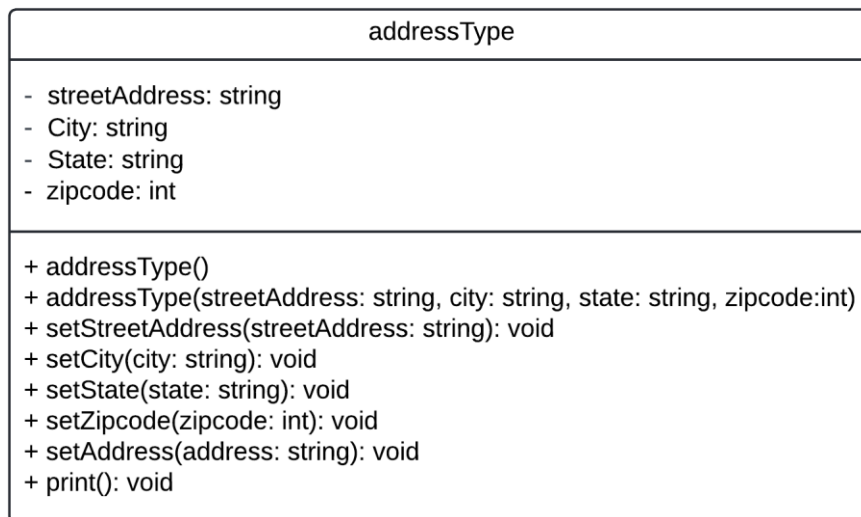 addressType
- streetAddress: string
- City: string
- State: string
- zipcode: int
+ addressType()
+ addressType(streetAddress: string, city: string, state: string, zipcode:int)
+ setStreetAddress(streetAddress: string): void
+ setCity(city: string): void
+ setState(state: string): void
+ setZipcode(zipcode: int): void
+ setAddress(address: string): void
+ print(): void